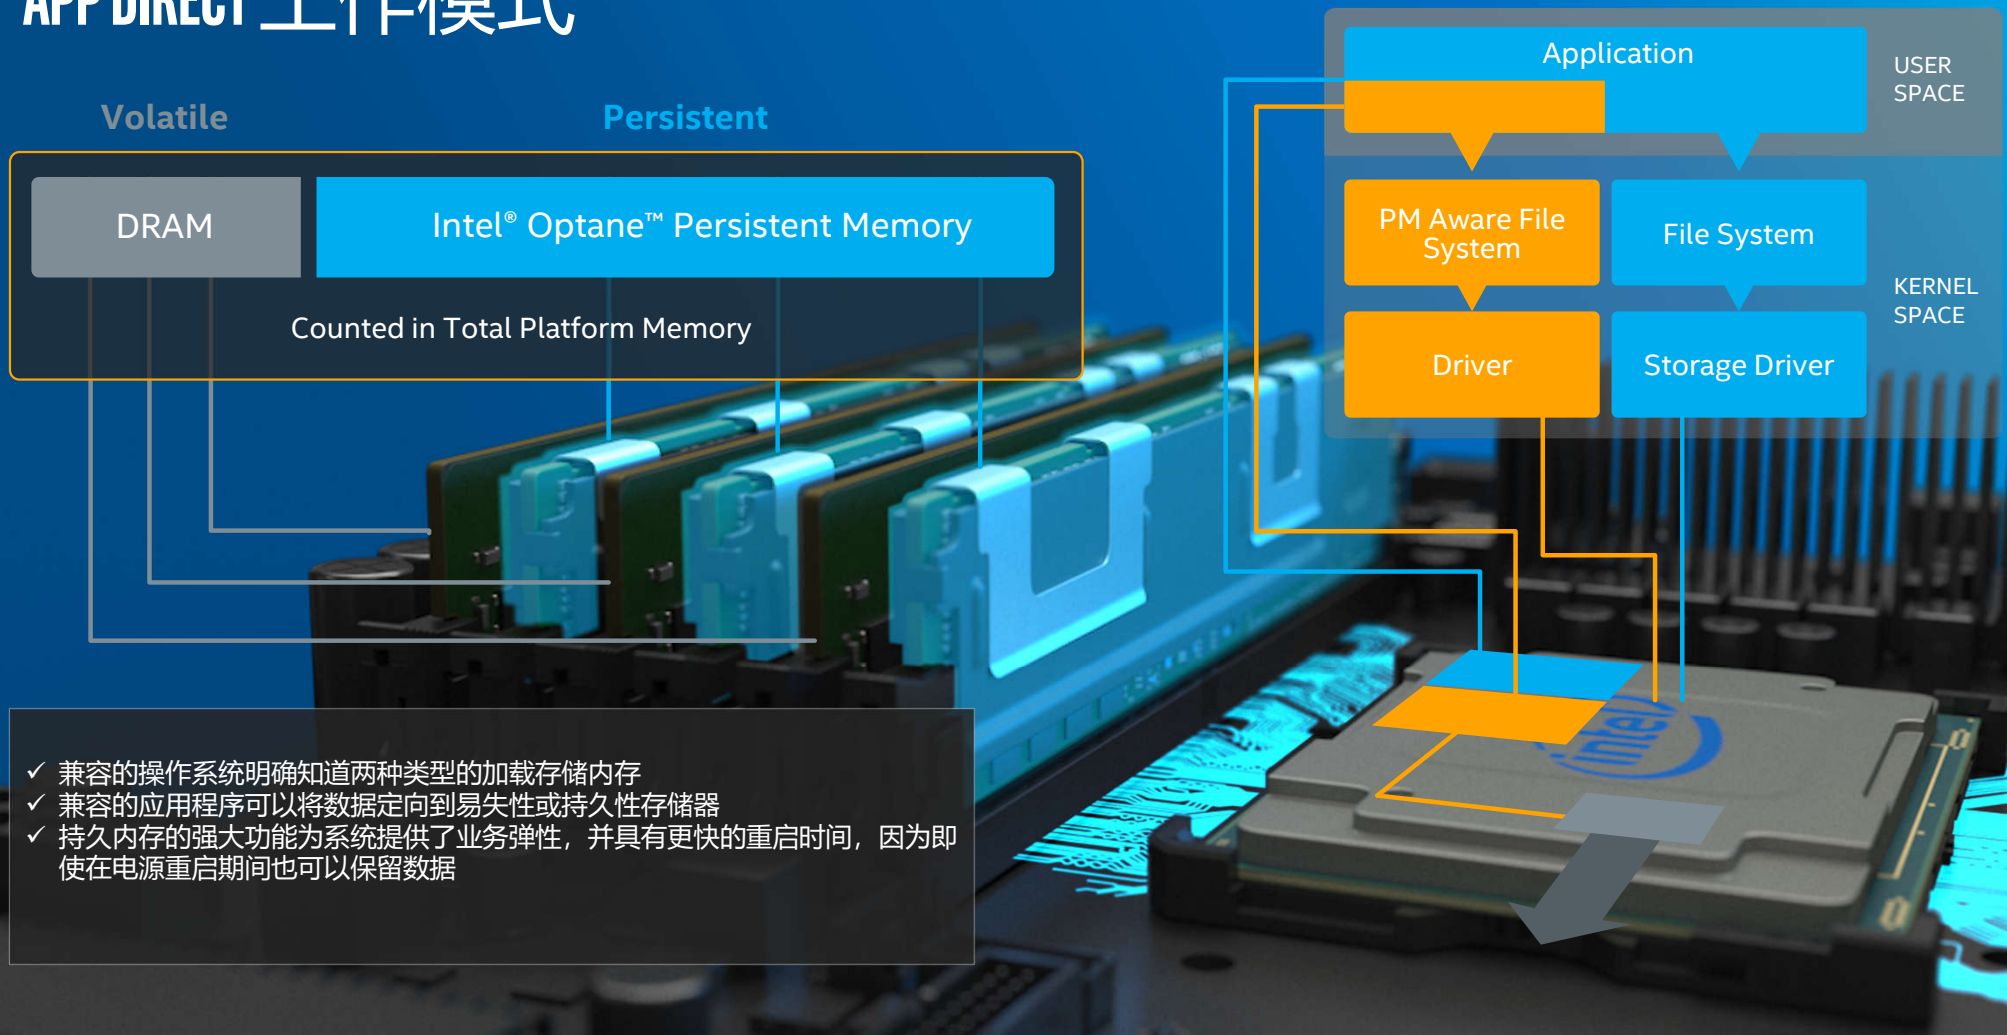 APP DIRECT 工作模式
Volatile
Persistent
DRAM
Intel® Optane™ Persistent Memory
Counted in Total Platform Memory
Application
USER
SPACE
PM Aware File
System
File System
KERNEL
SPACE
Driver
Storage Driver
intel
✓ 兼容的操作系统明确知道两种类型的加载存储内存
✓ 兼容的应用程序可以将数据定向到易失性或持久性存储器
✓ 持久内存的强大功能为系统提供了业务弹性，并具有更快的重启时间，因为即
使在电源重启期间也可以保留数据